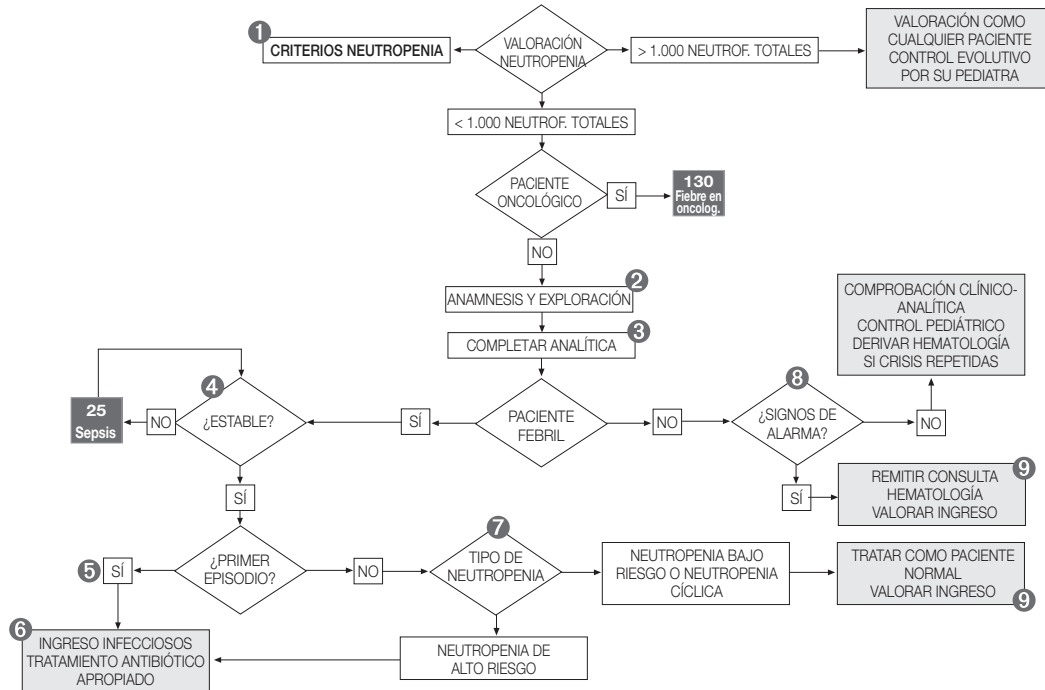 1
CRITERIOS NEUTROPENIA
VALORACIÓN
NEUTROPENIA
> 1.000 NEUTROF. TOTALES
VALORACIÓN COMO
CUALQUIER PACIENTE
CONTROL EVOLUTIVO
POR SU PEDIATRA
< 1.000 NEUTROF. TOTALES
PACIENTE
ONCOLÓGICO
SÍ
130
Fiebre en
oncolog.
NO
2
ANAMNESIS Y EXPLORACIÓN
3
COMPLETAR ANALÍTICA
COMPROBACIÓN CLÍNICO-
ANALÍTICA
CONTROL PEDIÁTRICO
DERIVAR HEMATOLOGÍA
SI CRISIS REPETIDAS
4
¿ESTABLE?
NO
25
Sepsis
SÍ
PACIENTE
FEBRIL
NO
8
¿SIGNOS DE
ALARMA?
NO
SÍ
9
REMITIR CONSULTA
HEMATOLOGÍA
VALORAR INGRESO
SÍ
5
SÍ
¿PRIMER
EPISODIO?
NO
7
TIPO DE
NEUTROPENIA
NEUTROPENIA BAJO
RIESGO O NEUTROPENIA
CÍCLICA
TRATAR COMO PACIENTE
NORMAL
VALORAR INGRESO
9
6
INGRESO INFECCIOSOS
TRATAMIENTO ANTIBIÓTICO
APROPIADO
NEUTROPENIA DE
ALTO RIESGO